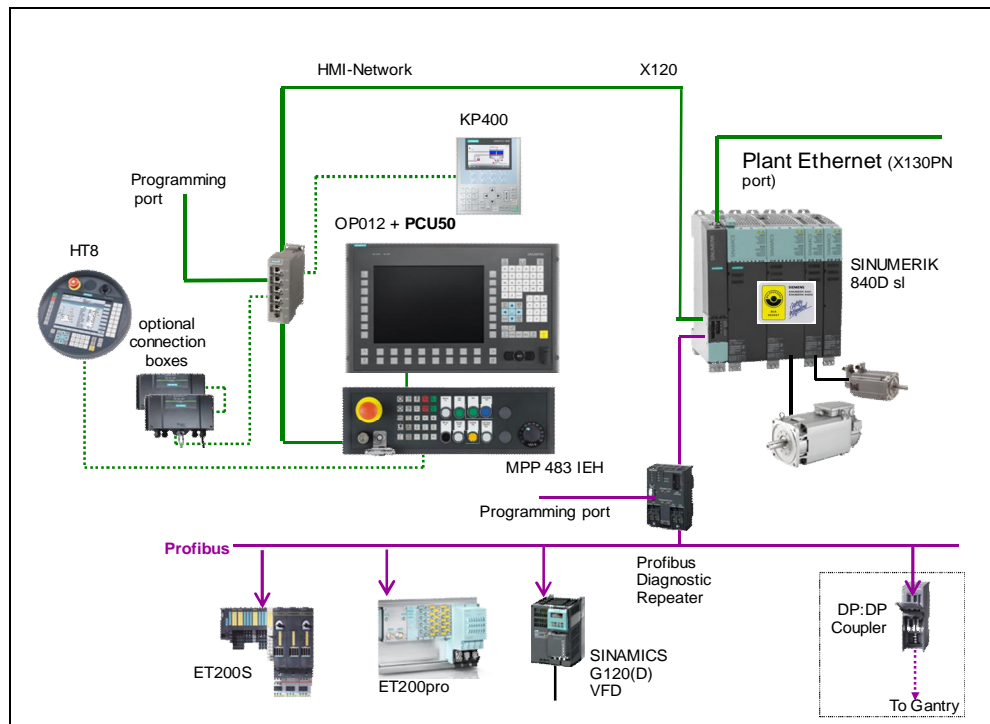 HMI-Network
X120
KP400
Plant Ethernet (X130PN
port)
Programming
port
OP012 + PCU50
HT8
SINUMERIK
840D sl
optional
connection
boxes
MPP 483 IEH
Programming port
Profibus
Profibus
Diagnostic
Repeater
DP:DP
Coupler
SINAMICS
G120(D)
VFD
ET200S
ET200pro
To Gantry